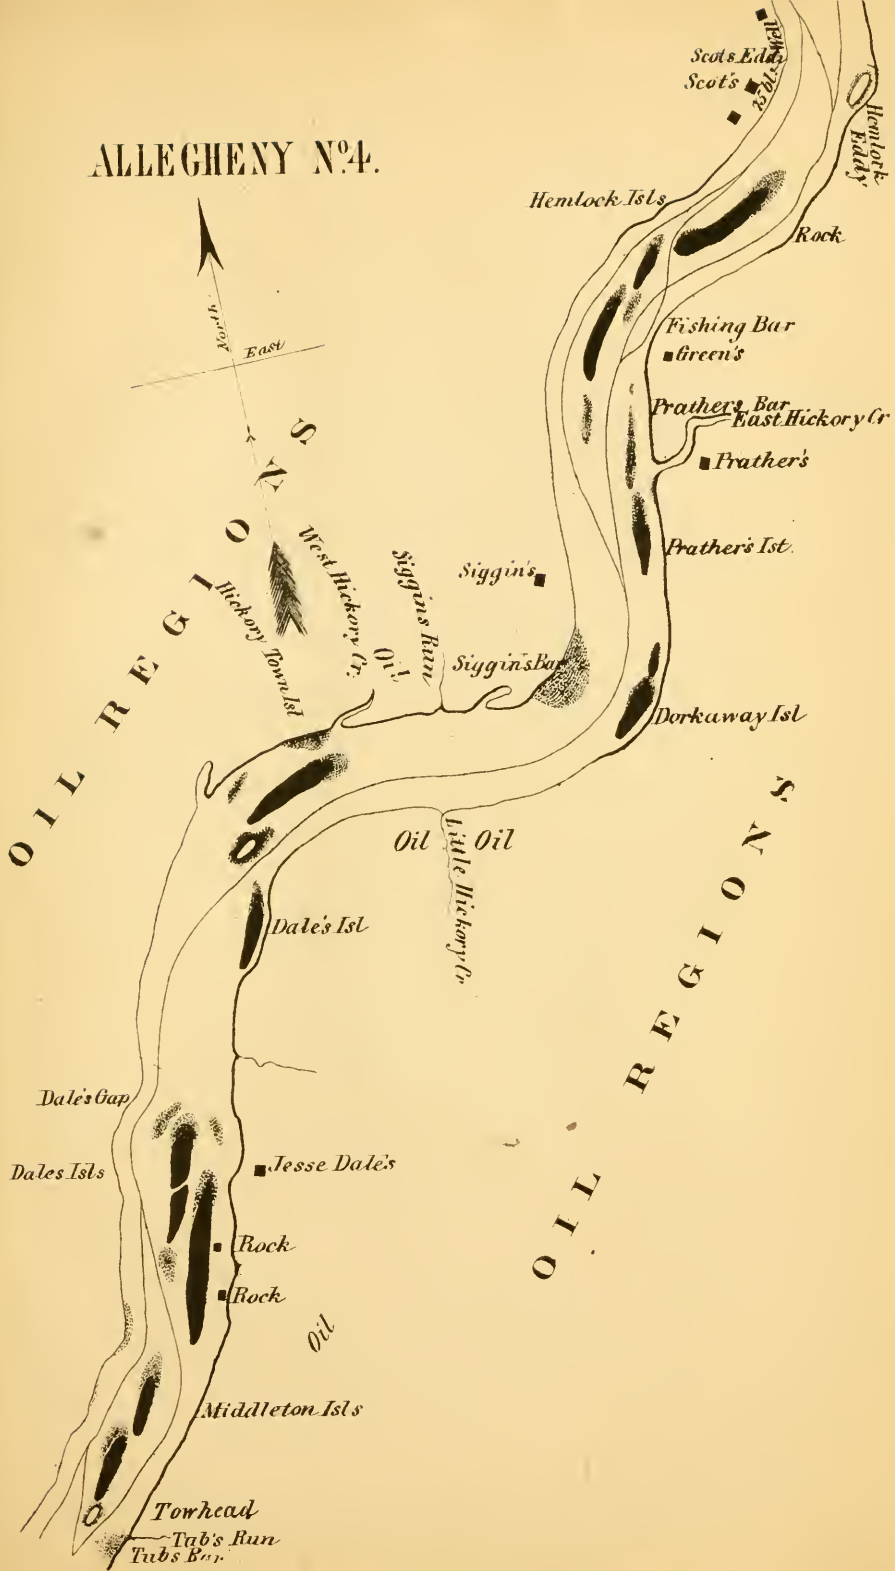 Scots Eddy
Scot's
Hemlock
Eddy
ALLEGHENY No. 4.
Hemlock Isls
Rock
North
East
Fishing Bar
Green's
Prathers Bar
East Hickory Cr
Prather's
Prather's Ist.
OIL REGIONS
Hickory Town Isl
West Hickory Cr.
Oil
Siggins Run
Siggin's
Siggin's Bar
Dorkaway Isl
Oil
Little Hickory Cr
Oil
OIL REGIONS
Dale's Isl
Dale's Gap
Dales Isls
Jesse Dale's
Rock
Rock
Oil
Middleton Isls
Towhead
Tub's Run
Tubs Bar.